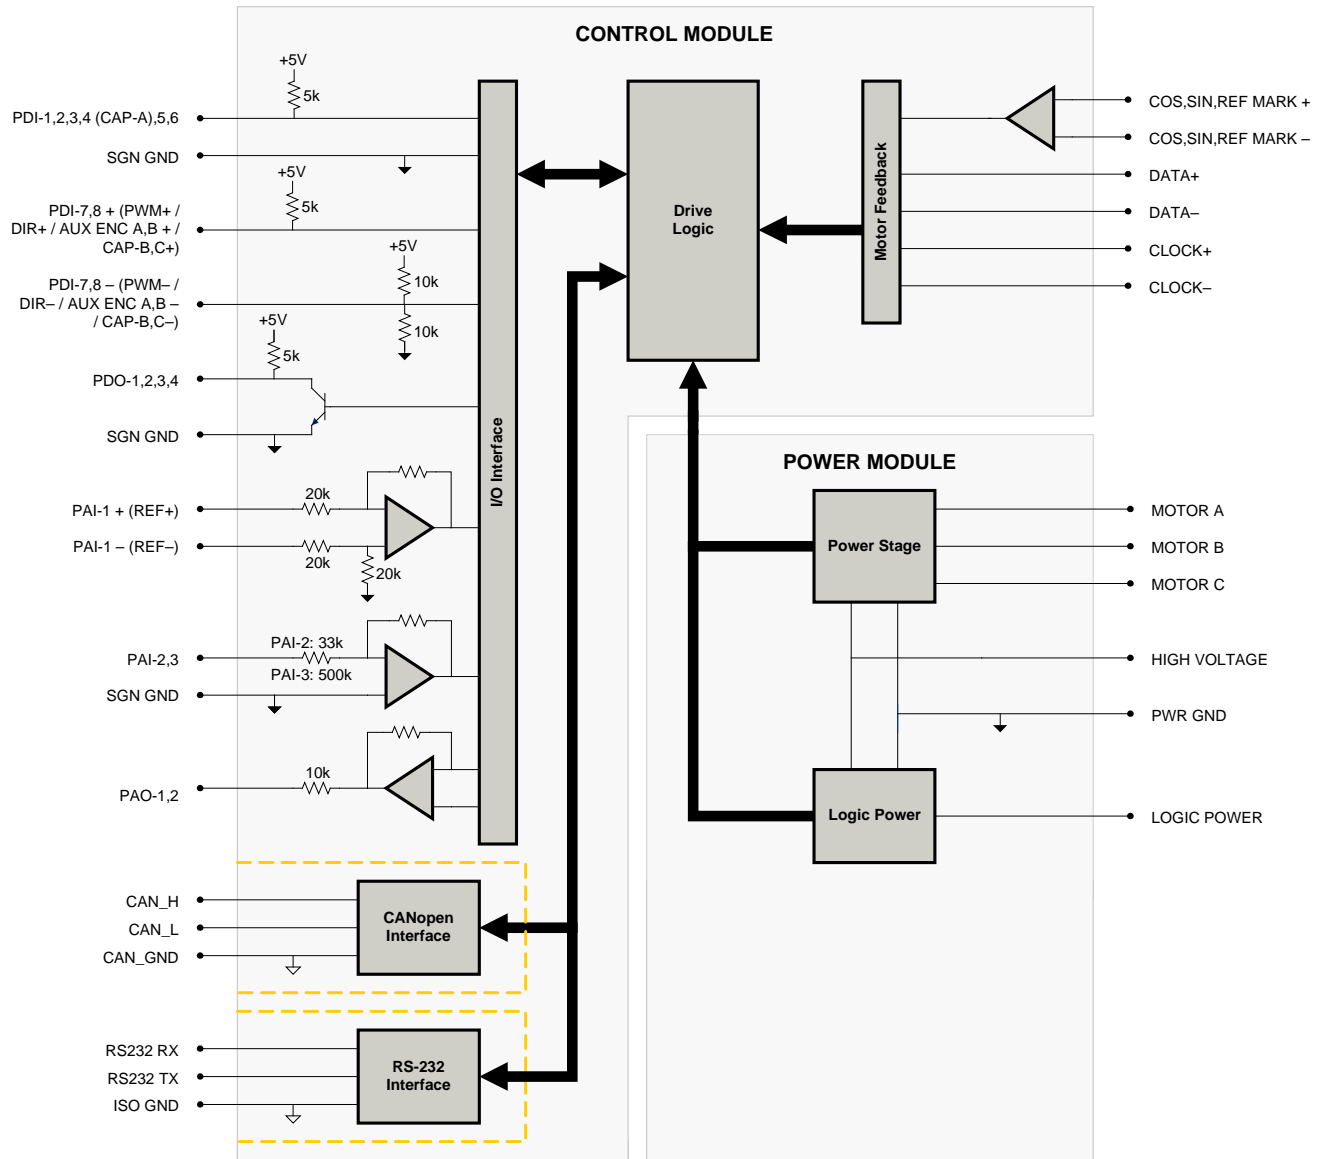 CONTROL MODULE
+5V
5k
PDI-1,2,3,4 (CAP-A),5,6
SGN GND
+5V
5k
PDI-7,8 + (PWM+ /
DIR+ / AUX ENC A,B + /
CAP-B,C+)
+5V
10k
PDI-7,8 – (PWM– /
DIR– / AUX ENC A,B –
/ CAP-B,C–)
10k
+5V
5k
PDO-1,2,3,4
SGN GND
20k
PAI-1 + (REF+)
PAI-1 – (REF–)
20k
20k
PAI-2: 33k
PAI-2,3
PAI-3: 500k
SGN GND
10k
PAO-1,2
I/O Interface
Drive
Logic
Motor Feedback
COS,SIN,REF MARK +
COS,SIN,REF MARK –
DATA+
DATA–
CLOCK+
CLOCK–
CAN_H
CAN_L
CAN_GND
CANopen
Interface
RS232 RX
RS232 TX
ISO GND
RS-232
Interface
POWER MODULE
Power Stage
MOTOR A
MOTOR B
MOTOR C
HIGH VOLTAGE
PWR GND
Logic Power
LOGIC POWER